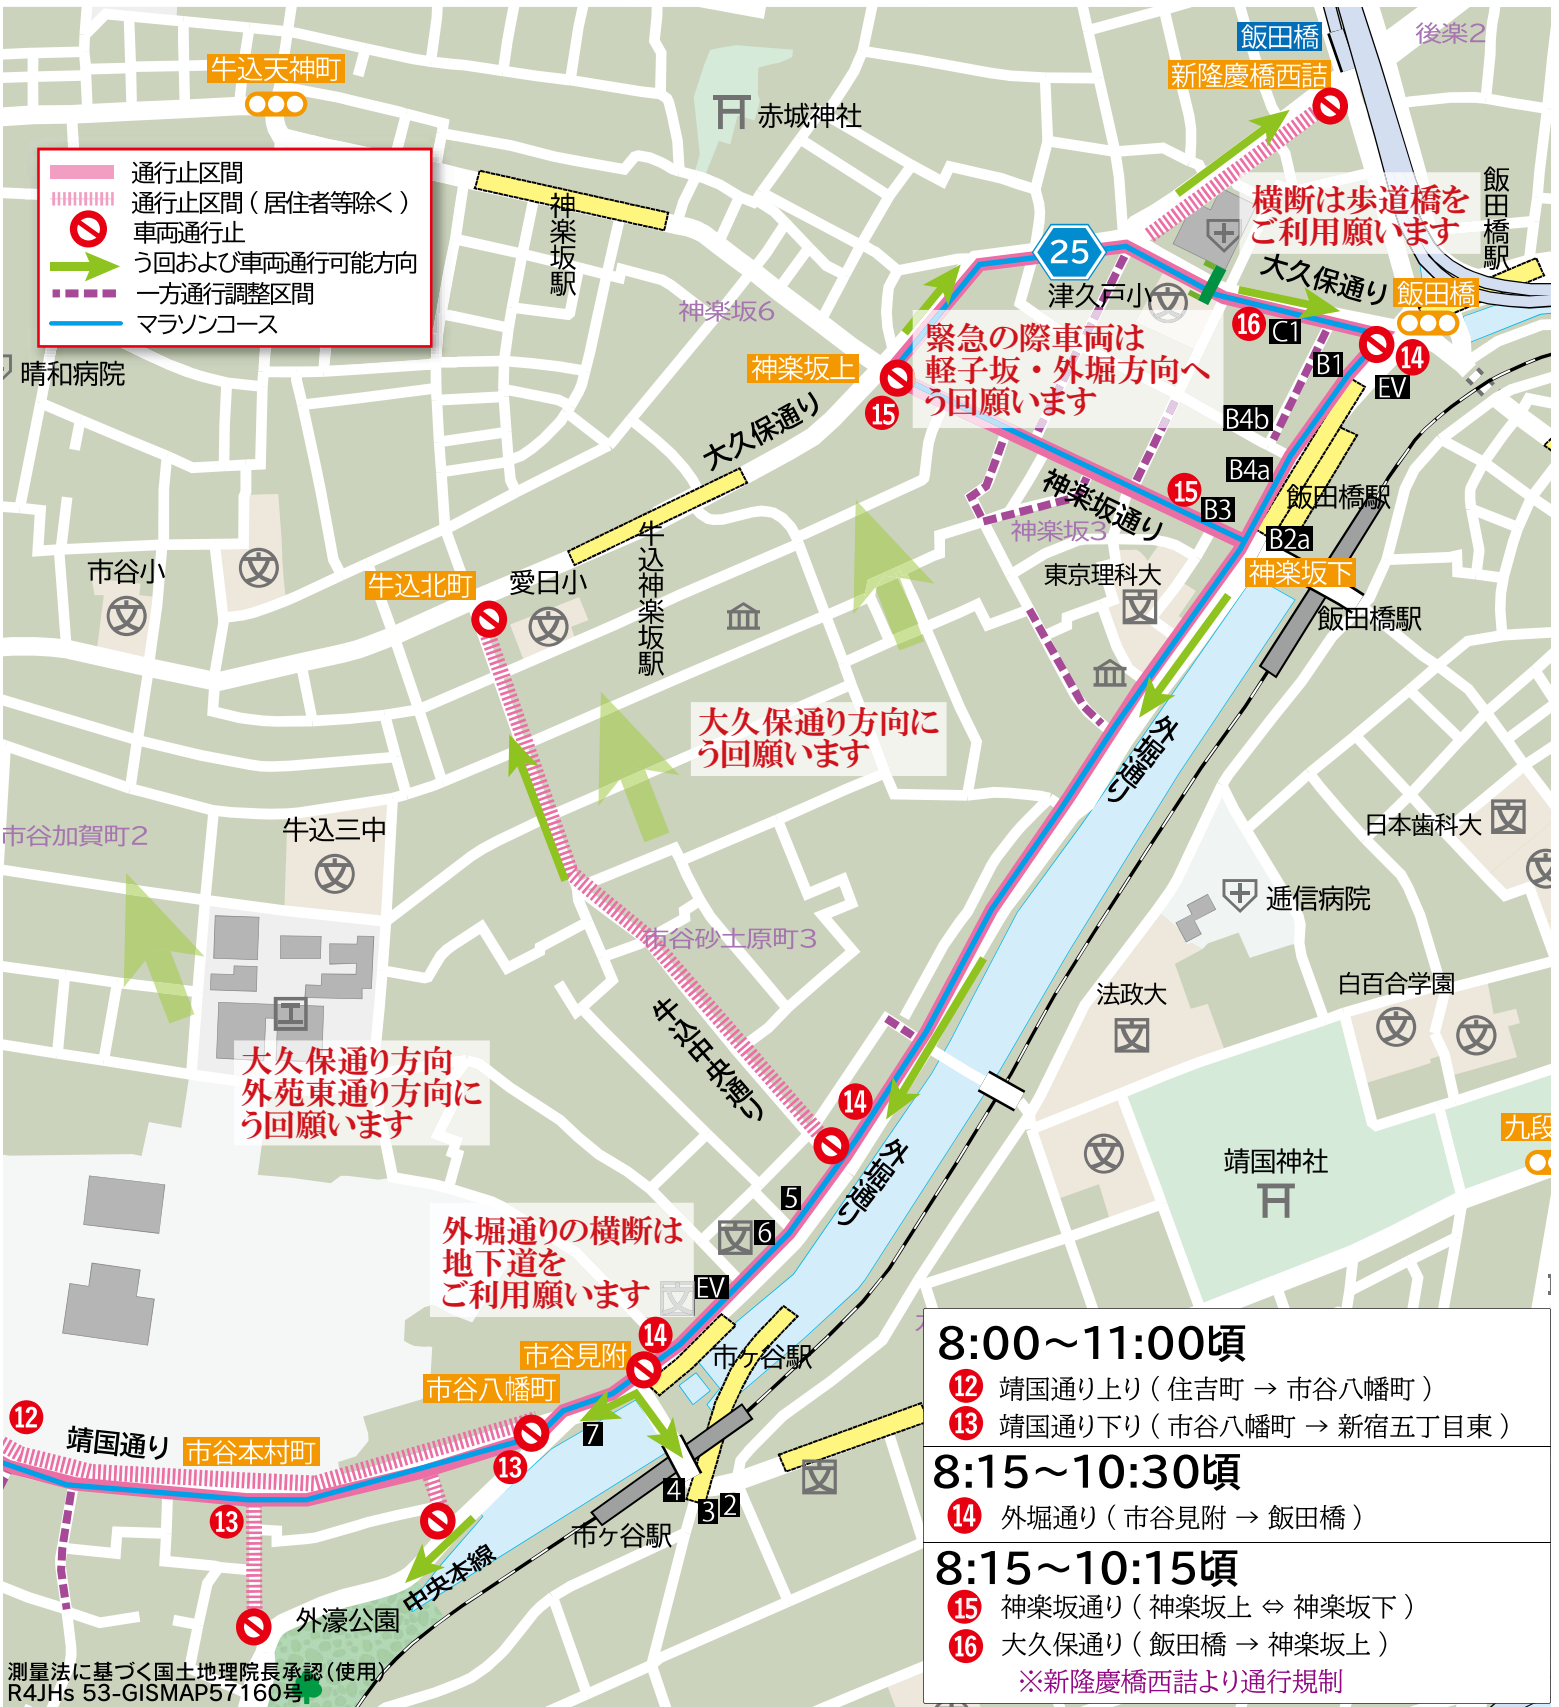 飯田橋
後楽2
牛込天神町
新隆慶橋西詰
赤城神社
通行止区間
通行止区間（居住者等除く）
車両通行止
う回および車両通行可能方向
一方通行調整区間
マラソンコース
神楽坂駅
横断は歩道橋を
ご利用願います
飯田橋駅
25
大久保通り
津久戸小
飯田橋
神楽坂6
16
C1
緊急の際車両は
軽子坂・外堀方向へ
う回願います
14
B1
EV
晴和病院
神楽坂上
15
大久保通り
B4b
B4a
神楽坂通り
15
B3
飯田橋駅
神楽坂3
B2a
市谷小
牛込北町
愛日小
文
文
文
牛込神楽坂駅
東京理科大
文
神楽坂下
飯田橋駅
大久保通り方向に
う回願います
外堀通り
市谷加賀町2
牛込三中
文
日本歯科大
文
文
逓信病院
市谷砂土原町3
法政大
文
白百合学園
文
文
牛込中央通り
大久保通り方向
外苑東通り方向に
う回願います
14
外堀通り
文
靖国神社
九段
5
文
6
外堀通りの横断は
地下道を
ご利用願います
文
EV
14
市谷見附
市ヶ谷駅
市谷八幡町
12
靖国通り
市谷本村町
7
13
13
4
3
2
文
市ヶ谷駅
中央本線
外濠公園
8:00〜11:00頃
12 靖国通り上り（住吉町 → 市谷八幡町）
13 靖国通り下り（市谷八幡町 → 新宿五丁目東）
8:15〜10:30頃
14 外堀通り（市谷見附 → 飯田橋）
8:15〜10:15頃
15 神楽坂通り（神楽坂上 ⇔ 神楽坂下）
16 大久保通り（飯田橋 → 神楽坂上）
※新隆慶橋西詰より通行規制
測量法に基づく国土地理院長承認（使用）
R4JHs 53-GISMAP57160号